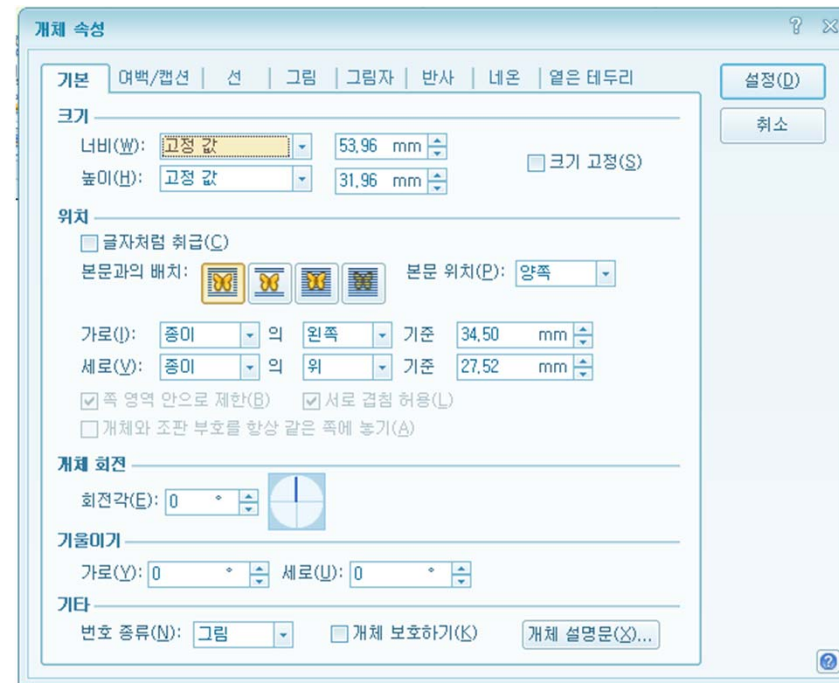 개체 속성
기본 여백/캡션 선 그림 그림자 반사 네온 옅은 테두리
설정(D)
취소
크기
너비(W): 고정 값 53.96 mm
크기 고정(S)
높이(H): 고정 값 31.96 mm
위치
글자처럼 취급(C)
본문과의 배치: 본문 위치(P): 양쪽
가로(I): 종이 의 왼쪽 기준 34.50 mm
세로(V): 종이 의 위 기준 27.52 mm
쪽 영역 안으로 제한(B) 서로 겹침 허용(L)
개체와 조판 부호를 항상 같은 쪽에 놓기(A)
개체 회전
회전각(E): 0 °
기울이기
가로(Y): 0 ° 세로(U): 0 °
기타
번호 종류(N): 그림 개체 보호하기(K) 개체 설명문(X)...